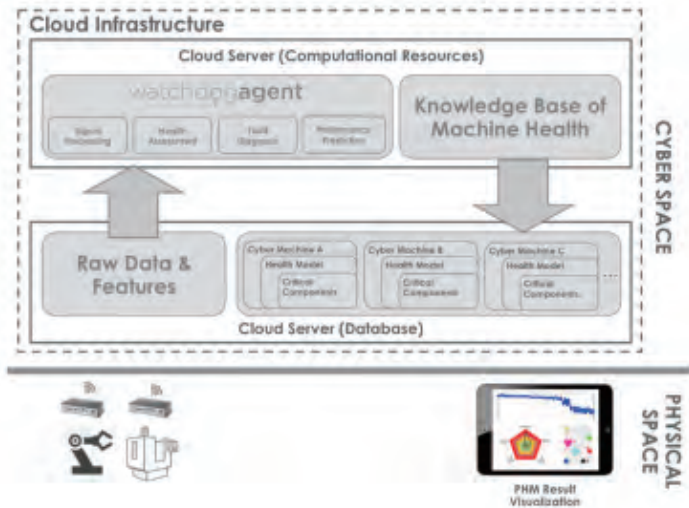 Cloud Infrastructure
Cloud Server (Computational Resources)
watchdogagent
Signal
Processing
Health
Assessment
Fault
Diagnosis
Performance
Prediction
Knowledge Base of
Machine Health
CYBER SPACE
Raw Data &
Features
Cyber Machine A
Health Model
Critical
Components
Cyber Machine B
Health Model
Critical
Components
Cyber Machine C
Health Model
Critical
Components
...
Cloud Server (Database)
PHYSICAL
SPACE
PHM Result
Visualization